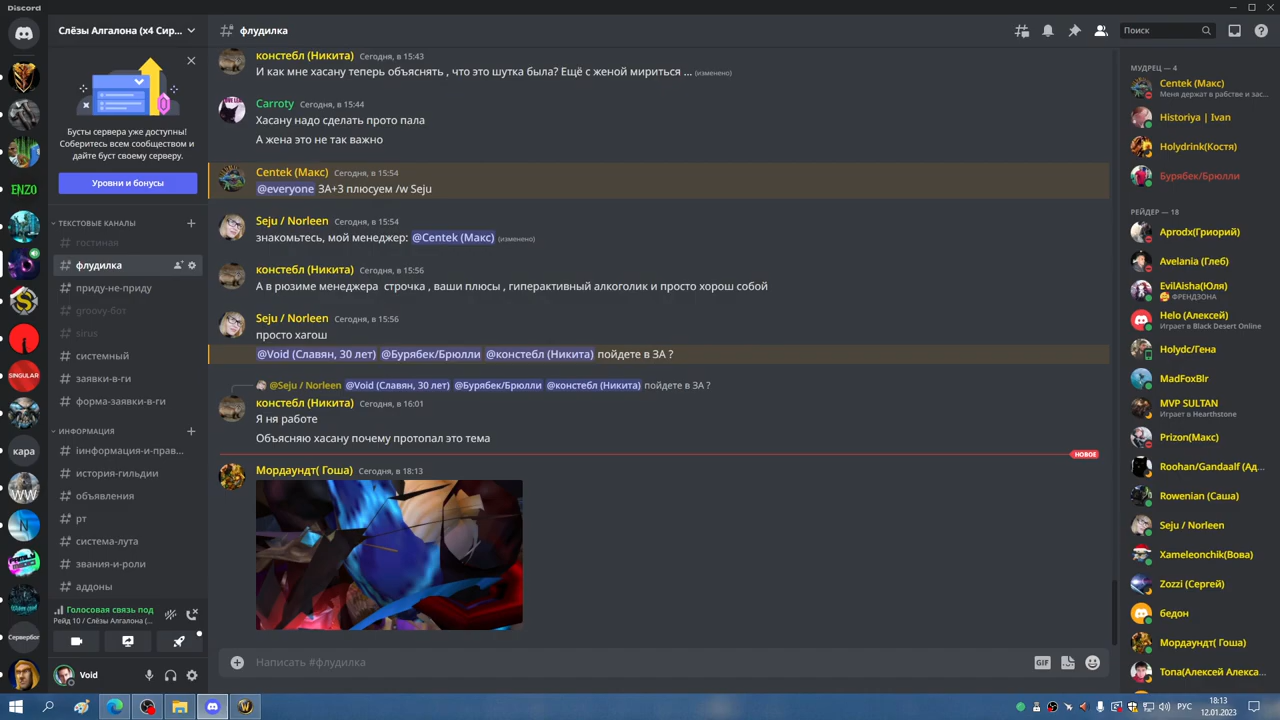 Discord
Слёзы Алгалона (x4 Сир...
флудилка
Поиск
Бусты сервера уже доступны!
Соберитесь всем сообществом и
дайте буст своему серверу.
Уровни и бонусы
ТЕКСТОВЫЕ КАНАЛЫ
гостиная
флудилка
приду-не-приду
groovy-бот
sirus
системный
заявки-в-ги
форма-заявки-в-ги
ИНФОРМАЦИЯ
iинформация-и-прав...
история-гильдии
объявления
рт
система-лута
звания-и-роли
аддоны
Голосовая связь под
Рейд 10 / Слёзы Алгалона (...
Void
ENZO
SINGULAR
кара
WW
Сервербог
констебл (Никита) Сегодня, в 15:43
И как мне хасану теперь объяснять , что это шутка была? Ещё с женой мириться ... (изменено)
Carroty Сегодня, в 15:44
Хасану надо сделать прото пала
А жена это не так важно
Centek (Макс) Сегодня, в 15:54
@everyone ЗА+3 плюсуем /w Seju
Seju / Norleen Сегодня, в 15:54
знакомьтесь, мой менеджер: @Centek (Макс) (изменено)
констебл (Никита) Сегодня, в 15:56
А в рюзиме менеджера строчка , ваши плюсы , гиперактивный алкоголик и просто хорош собой
Seju / Norleen Сегодня, в 15:56
просто хагош
@Void (Славян, 30 лет) @Бурябек/Брюлли @констебл (Никита) пойдете в ЗА ?
@Seju / Norleen @Void (Славян, 30 лет) @Бурябек/Брюлли @констебл (Никита) пойдете в ЗА ?
констебл (Никита) Сегодня, в 16:01
Я ня работе
Объясняю хасану почему протопал это тема
НОВОЕ
Мордаундт( Гоша) Сегодня, в 18:13
Написать #флудилка
GIF
МУДРЕЦ — 4
Centek (Макс)
Меня держат в рабстве и зас...
Historiya | Ivan
Holydrink(Костя)
Бурябек/Брюлли
РЕЙДЕР — 18
Aprodx(Гриорий)
Avelania (Глеб)
EvilAisha(Юля)
ФРЕНДЗОНА
Helo (Алексей)
Играет в Black Desert Online
Holydc/Гена
MadFoxBlr
MVP SULTAN
Играет в Hearthstone
Prizon(Макс)
Roohan/Gandaalf (Ад...
Rowenian (Саша)
Seju / Norleen
Xameleonchik(Вова)
Zozzi (Сергей)
бедон
Мордаундт( Гоша)
Топа(Алексей Алекса...
РУС
18:13
12.01.2023